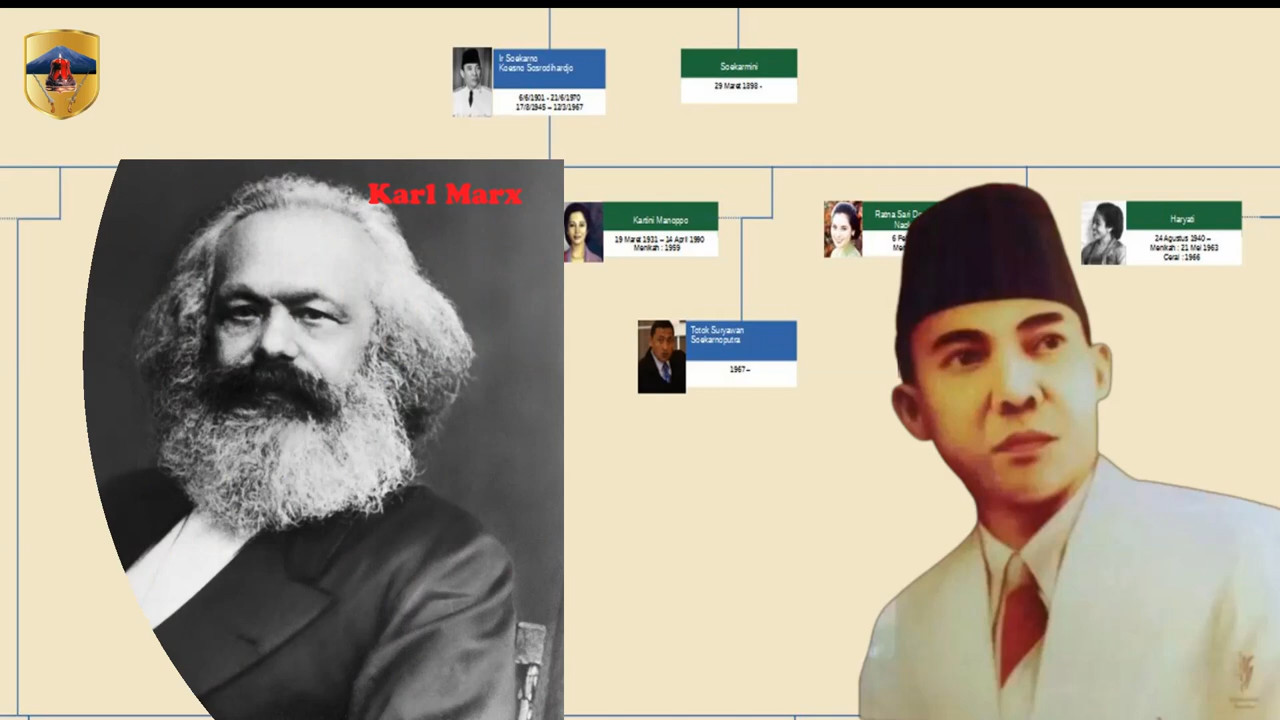 Ir Soekarno
Koesno Sosrodihardjo
6/6/1901 - 21/6/1970
17/8/1945 – 12/3/1967
Soekarmini
29 Maret 1898 -
Karl Marx
Kartini Manoppo
19 Maret 1931 – 14 April 1990
Menikah : 1959
Ratna Sari
Haryati
24 Agustus 1940 –
Menikah : 21 Mei 1963
Cerai : 1966
Totok Suryawan
Soekarnoputra
1967 –